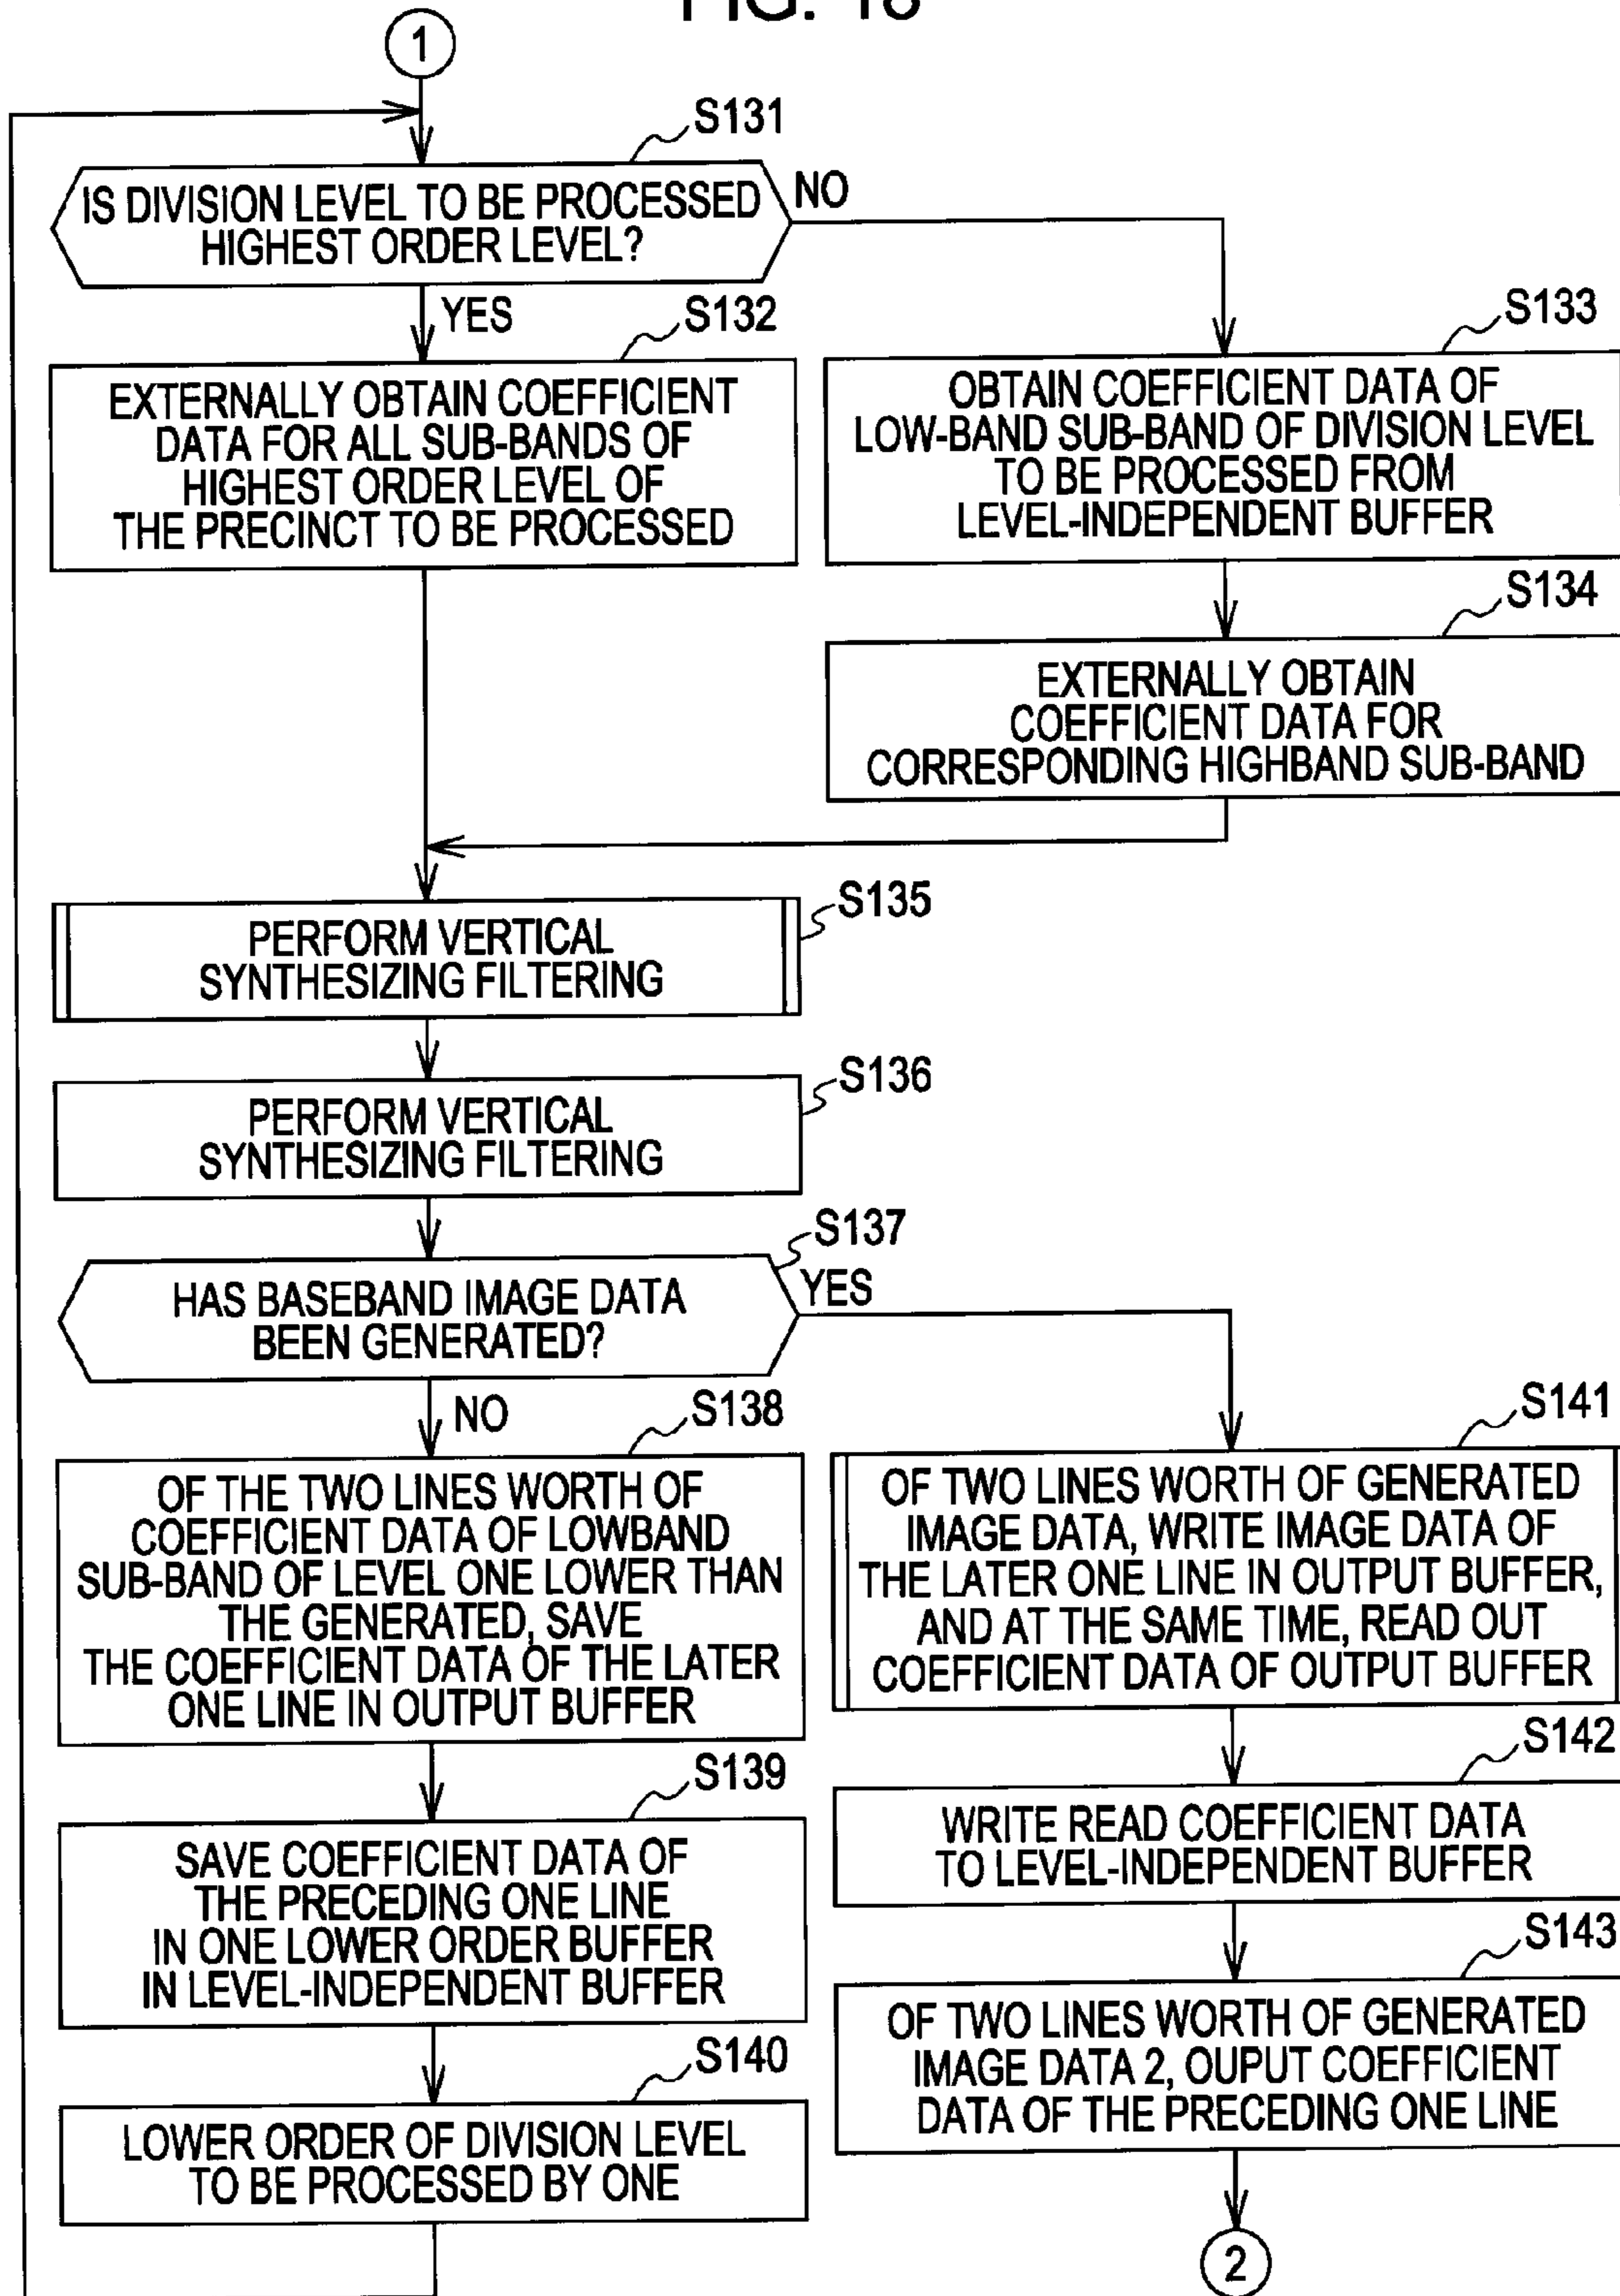 FIG. 18
1
S131
IS DIVISION LEVEL TO BE PROCESSED
HIGHEST ORDER LEVEL?
NO
YES
S132
EXTERNALLY OBTAIN COEFFICIENT
DATA FOR ALL SUB-BANDS OF
HIGHEST ORDER LEVEL OF
THE PRECINCT TO BE PROCESSED
S133
OBTAIN COEFFICIENT DATA OF
LOW-BAND SUB-BAND OF DIVISION LEVEL
TO BE PROCESSED FROM
LEVEL-INDEPENDENT BUFFER
S134
EXTERNALLY OBTAIN
COEFFICIENT DATA FOR
CORRESPONDING HIGHBAND SUB-BAND
S135
PERFORM VERTICAL
SYNTHESIZING FILTERING
S136
PERFORM VERTICAL
SYNTHESIZING FILTERING
S137
HAS BASEBAND IMAGE DATA
BEEN GENERATED?
YES
NO
S138
OF THE TWO LINES WORTH OF
COEFFICIENT DATA OF LOWBAND
SUB-BAND OF LEVEL ONE LOWER THAN
THE GENERATED, SAVE
THE COEFFICIENT DATA OF THE LATER
ONE LINE IN OUTPUT BUFFER
S139
SAVE COEFFICIENT DATA OF
THE PRECEDING ONE LINE
IN ONE LOWER ORDER BUFFER
IN LEVEL-INDEPENDENT BUFFER
S140
LOWER ORDER OF DIVISION LEVEL
TO BE PROCESSED BY ONE
S141
OF TWO LINES WORTH OF GENERATED
IMAGE DATA, WRITE IMAGE DATA OF
THE LATER ONE LINE IN OUTPUT BUFFER,
AND AT THE SAME TIME, READ OUT
COEFFICIENT DATA OF OUTPUT BUFFER
S142
WRITE READ COEFFICIENT DATA
TO LEVEL-INDEPENDENT BUFFER
S143
OF TWO LINES WORTH OF GENERATED
IMAGE DATA 2, OUPUT COEFFICIENT
DATA OF THE PRECEDING ONE LINE
2